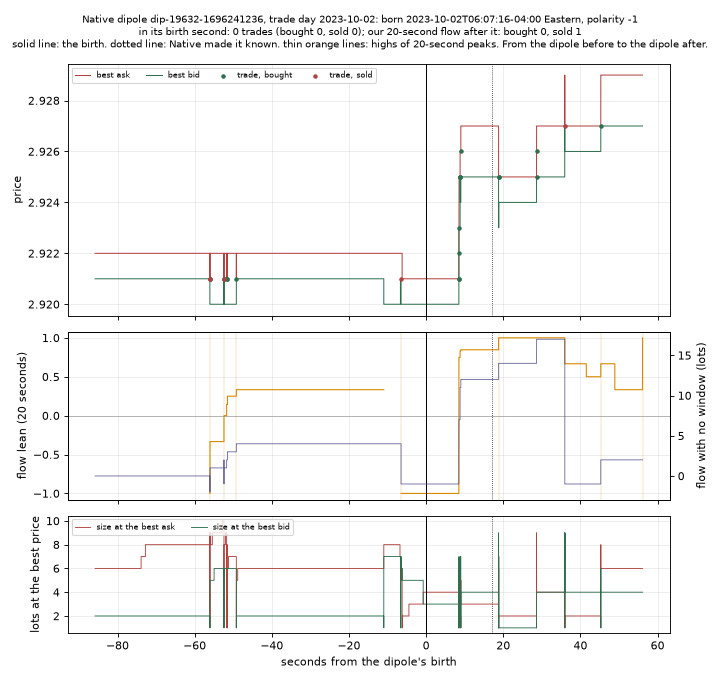 Native dipole dip-19632-1696241236, trade day 2023-10-02: born 2023-10-02T06:07:16-04:00 Eastern, polarity -1
in its birth second: 0 trades (bought 0, sold 0); our 20-second flow after it: bought 0, sold 1
solid line: the birth. dotted line: Native made it known. thin orange lines: highs of 20-second peaks. From the dipole before to the dipole after.
best ask
best bid
trade, bought
trade, sold
2.928
2.926
2.924
2.922
2.920
price
1.0
0.5
0.0
−0.5
−1.0
flow lean (20 seconds)
15
10
5
0
flow with no window (lots)
size at the best ask
size at the best bid
10
8
6
4
2
lots at the best price
−80
−60
−40
−20
0
20
40
60
seconds from the dipole's birth